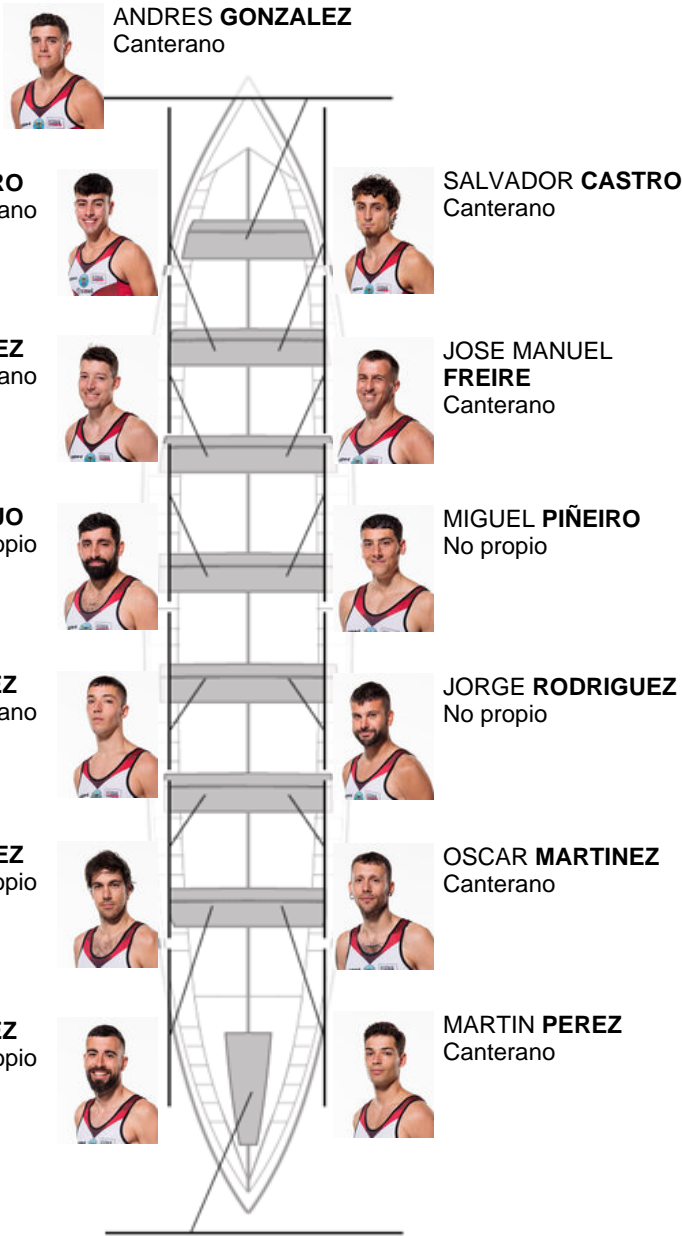 ANDRES GONZALEZ
Canterano
RO
ano
SALVADOR CASTRO
Canterano
EZ
ano
JOSE MANUEL
FREIRE
Canterano
JO
opio
MIGUEL PIÑEIRO
No propio
EZ
ano
JORGE RODRIGUEZ
No propio
EZ
opio
OSCAR MARTINEZ
Canterano
EZ
opio
MARTIN PEREZ
Canterano